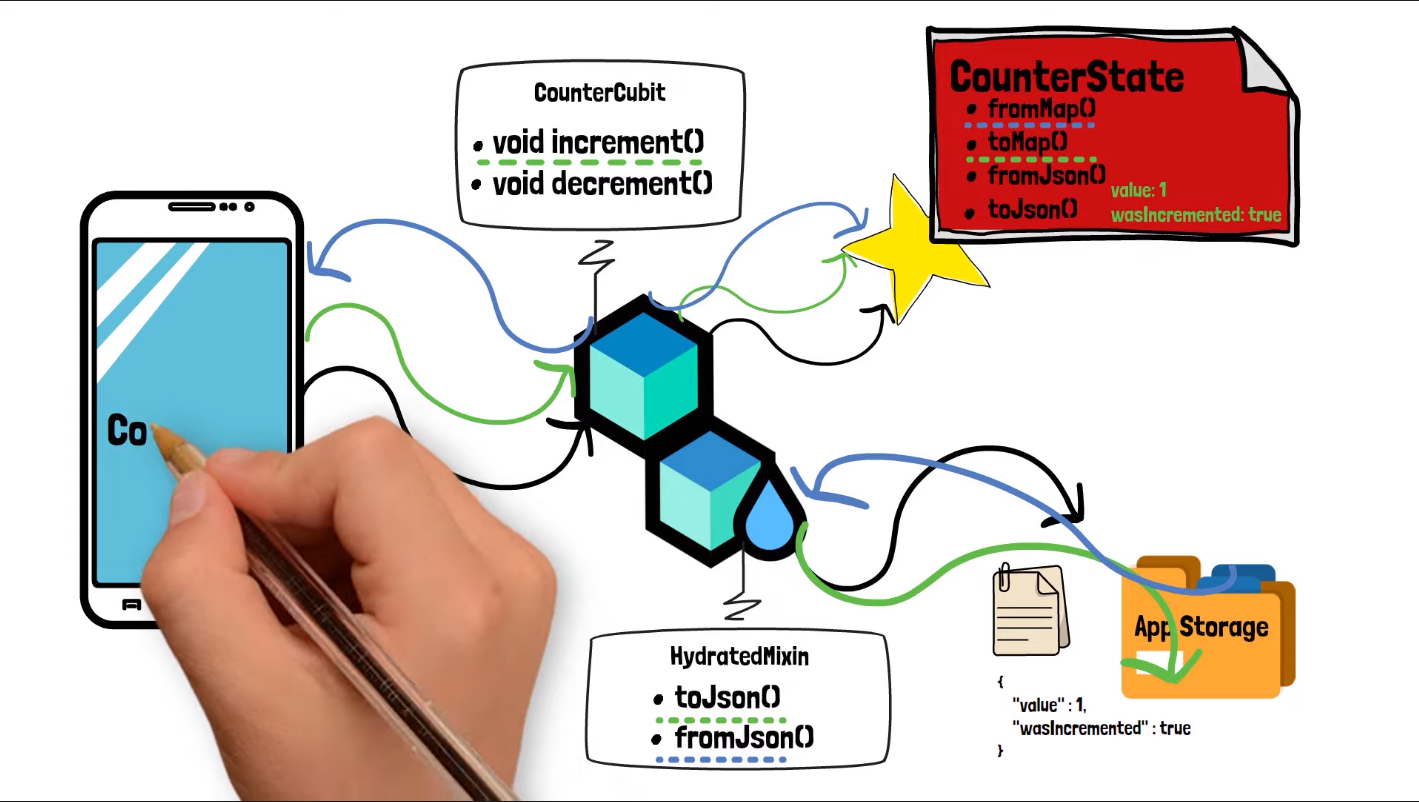 CounterCubit
• void increment()
• void decrement()
CounterState
• fromMap()
• toMap()
• fromJson()
• toJson()
value: 1
wasIncremented: true
Co
HydratedMixin
• toJson()
• fromJson()
App Storage
{
"value" : 1,
"wasIncremented" : true
}